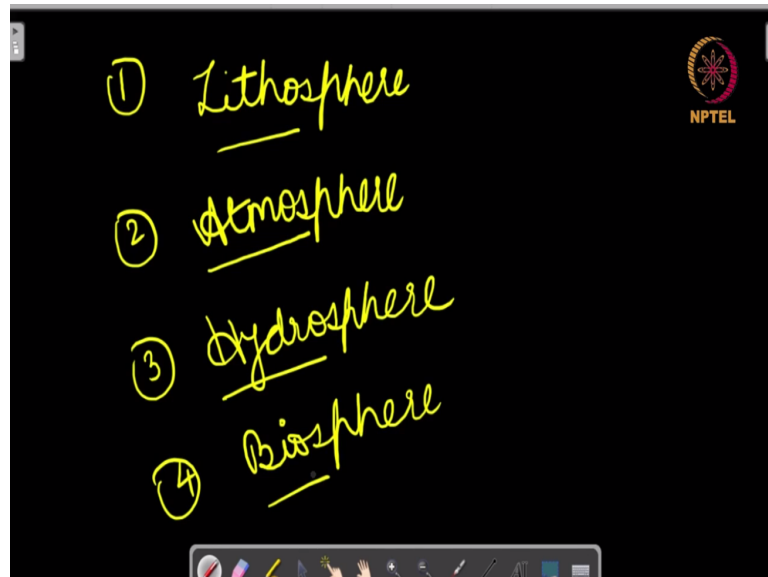 ① Lithosphere
② Atmosphere
③ Hydrosphere
④ Biosphere
NPTEL